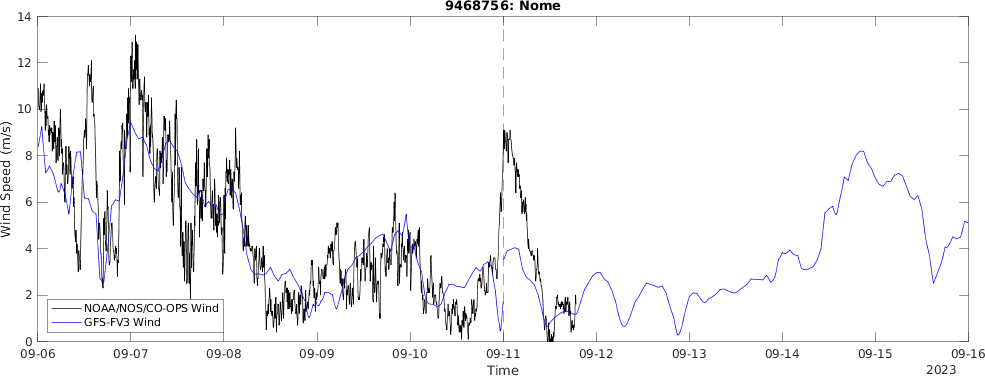 9468756: Nome
14
12
10
8
6
4
2
0
Wind Speed (m/s)
NOAA/NOS/CO-OPS Wind
GFS-FV3 Wind
09-06 09-07 09-08 09-09 09-10 09-11 09-12 09-13 09-14 09-15 09-16
Time
2023